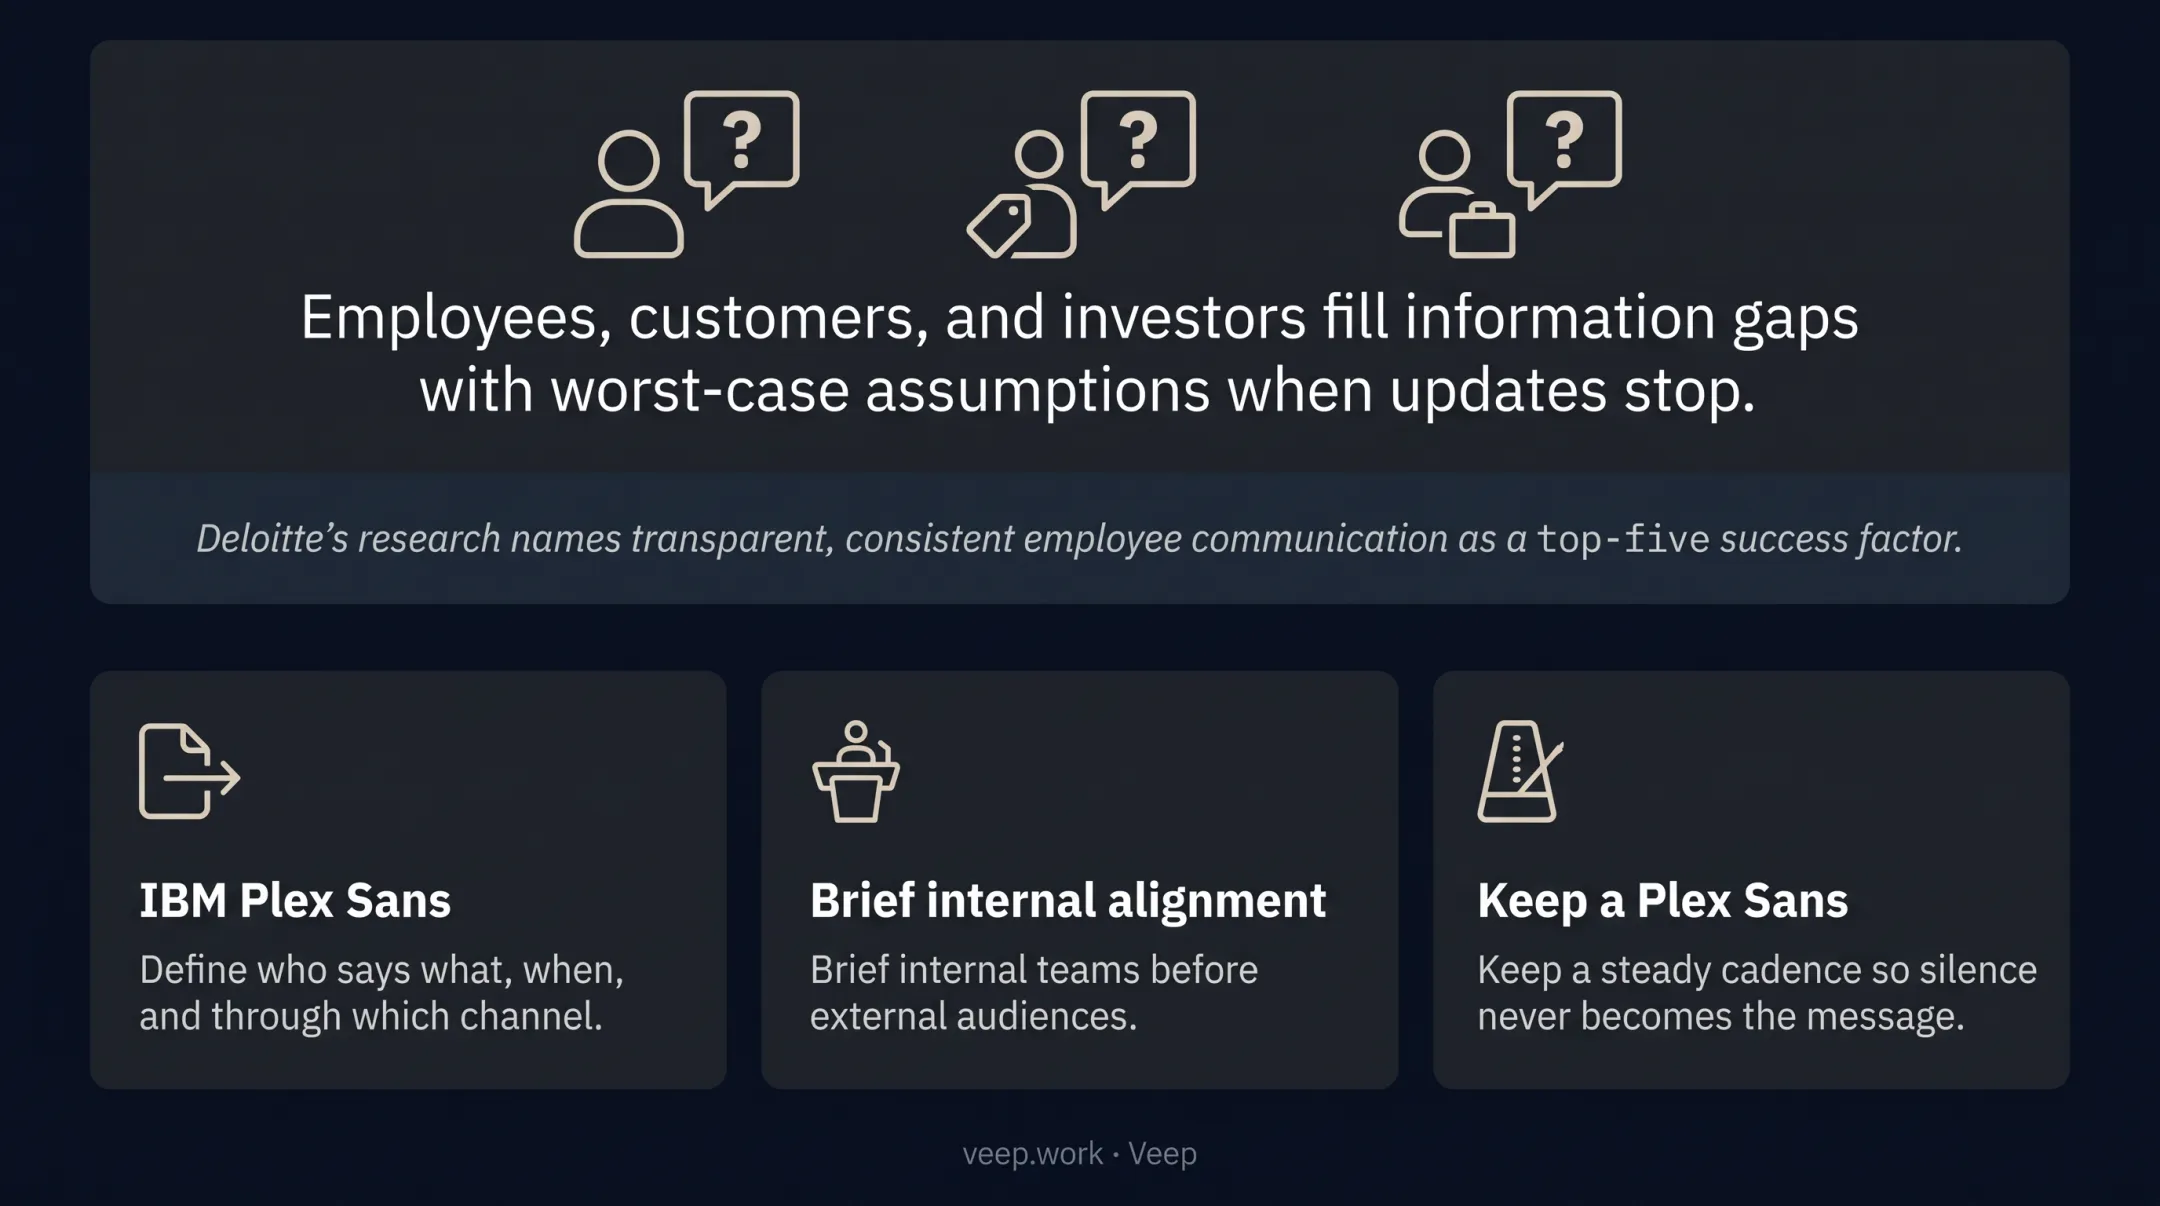 ?
?
?
Employees, customers, and investors fill information gaps
with worst-case assumptions when updates stop.
Deloitte’s research names transparent, consistent employee communication as a top-five success factor.
IBM Plex Sans
Define who says what, when,
and through which channel.
Brief internal alignment
Brief internal teams before
external audiences.
Keep a Plex Sans
Keep a steady cadence so silence
never becomes the message.
veep.work · Veep